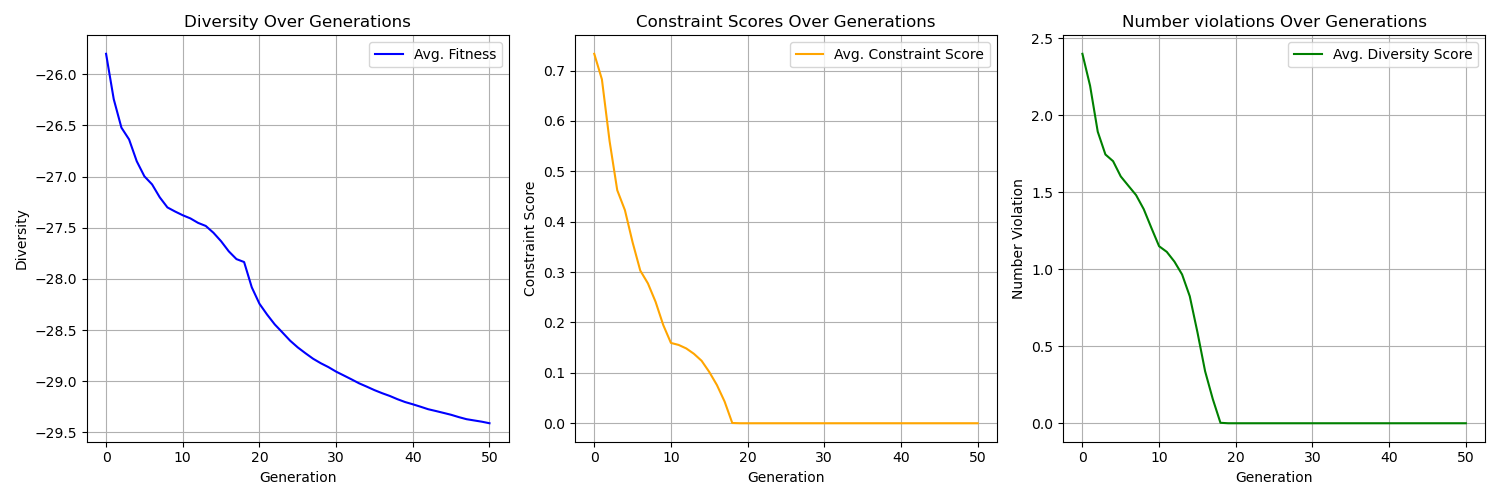 Diversity Over Generations
Avg. Fitness
−26.0
−26.5
−27.0
−27.5
−28.0
−28.5
−29.0
−29.5
Diversity
0 10 20 30 40 50
Generation
Constraint Scores Over Generations
Avg. Constraint Score
0.7
0.6
0.5
0.4
0.3
0.2
0.1
0.0
Constraint Score
0 10 20 30 40 50
Generation
Number violations Over Generations
Avg. Diversity Score
2.5
2.0
1.5
1.0
0.5
0.0
Number Violation
0 10 20 30 40 50
Generation